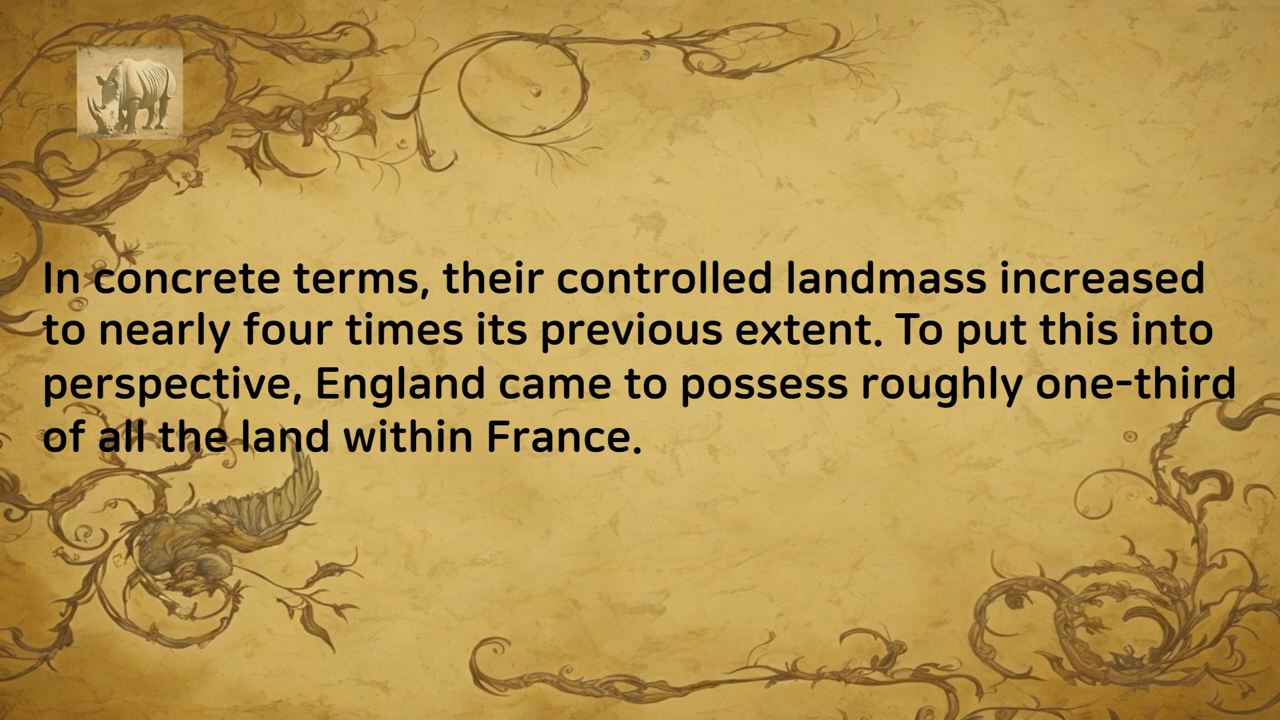 In concrete terms, their controlled landmass increased
to nearly four times its previous extent. To put this into
perspective, England came to possess roughly one-third
of all the land within France.